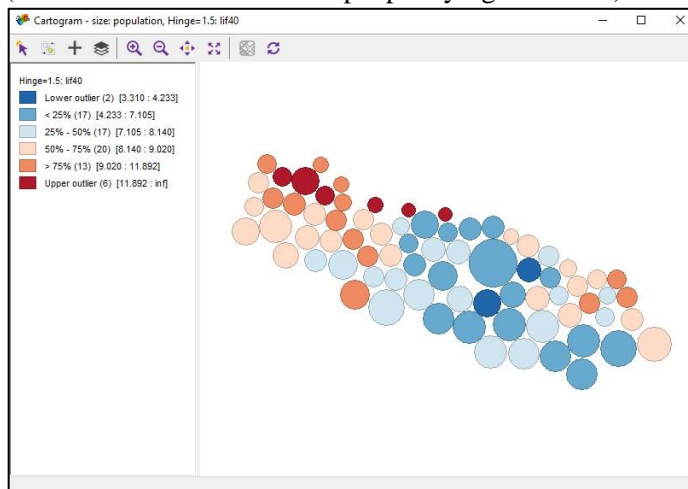 Cartogram - size: population, Hinge=1.5: lif40
Hinge=1.5: lif40
Lower outlier (2) [3.310 : 4.233]
< 25% (17) [4.233 : 7.105]
25% - 50% (17) [7.105 : 8.140]
50% - 75% (20) [8.140 : 9.020]
> 75% (13) [9.020 : 11.892]
Upper outlier (6) [11.892 : inf]